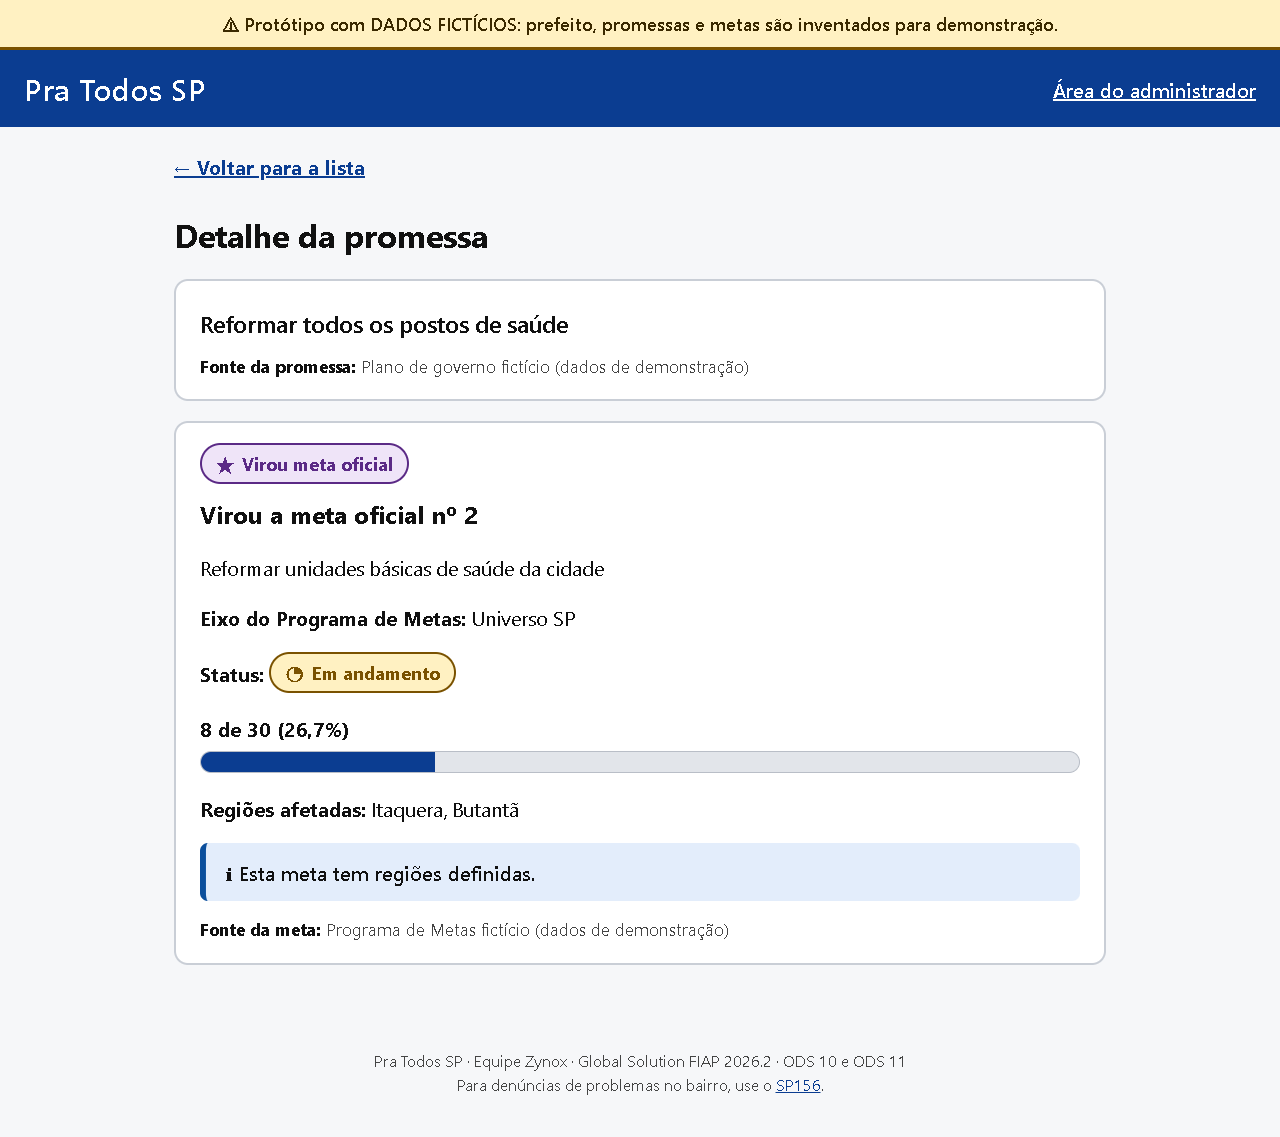 ⚠ Protótipo com DADOS FICTÍCIOS: prefeito, promessas e metas são inventados para demonstração.
Pra Todos SP
Área do administrador
← Voltar para a lista
Detalhe da promessa
Reformar todos os postos de saúde
Fonte da promessa: Plano de governo fictício (dados de demonstração)
★ Virou meta oficial
Virou a meta oficial nº 2
Reformar unidades básicas de saúde da cidade
Eixo do Programa de Metas: Universo SP
Status: ◔ Em andamento
8 de 30 (26,7%)
Regiões afetadas: Itaquera, Butantã
ℹ Esta meta tem regiões definidas.
Fonte da meta: Programa de Metas fictício (dados de demonstração)
Pra Todos SP · Equipe Zynox · Global Solution FIAP 2026.2 · ODS 10 e ODS 11
Para denúncias de problemas no bairro, use o SP156.